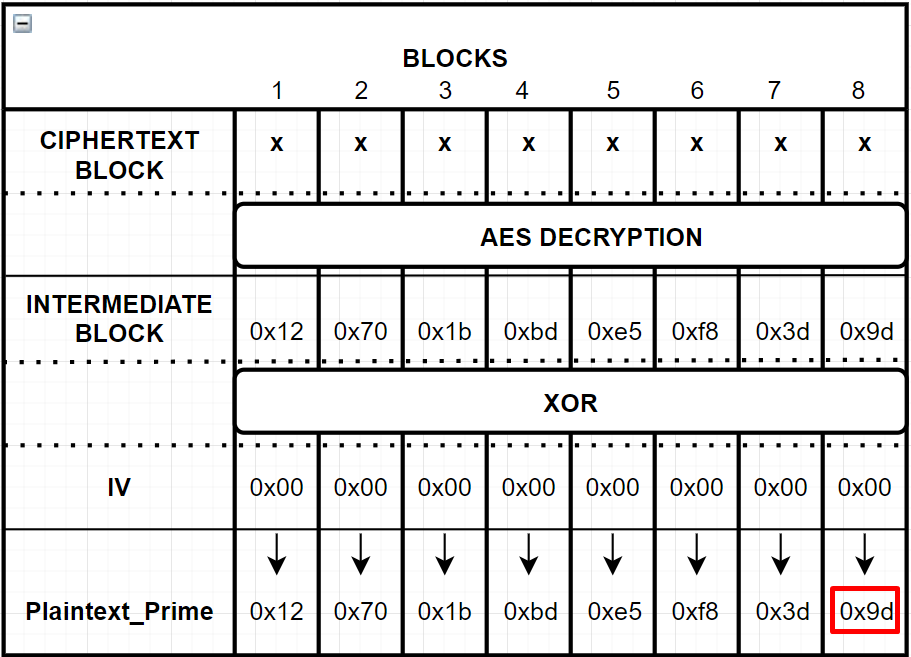 BLOCKS
1 2 3 4 5 6 7 8
CIPHERTEXT
BLOCK
x x x x x x x x
AES DECRYPTION
INTERMEDIATE
BLOCK
0x12 0x70 0x1b 0xbd 0xe5 0xf8 0x3d 0x9d
XOR
IV 0x00 0x00 0x00 0x00 0x00 0x00 0x00 0x00
Plaintext_Prime 0x12 0x70 0x1b 0xbd 0xe5 0xf8 0x3d 0x9d